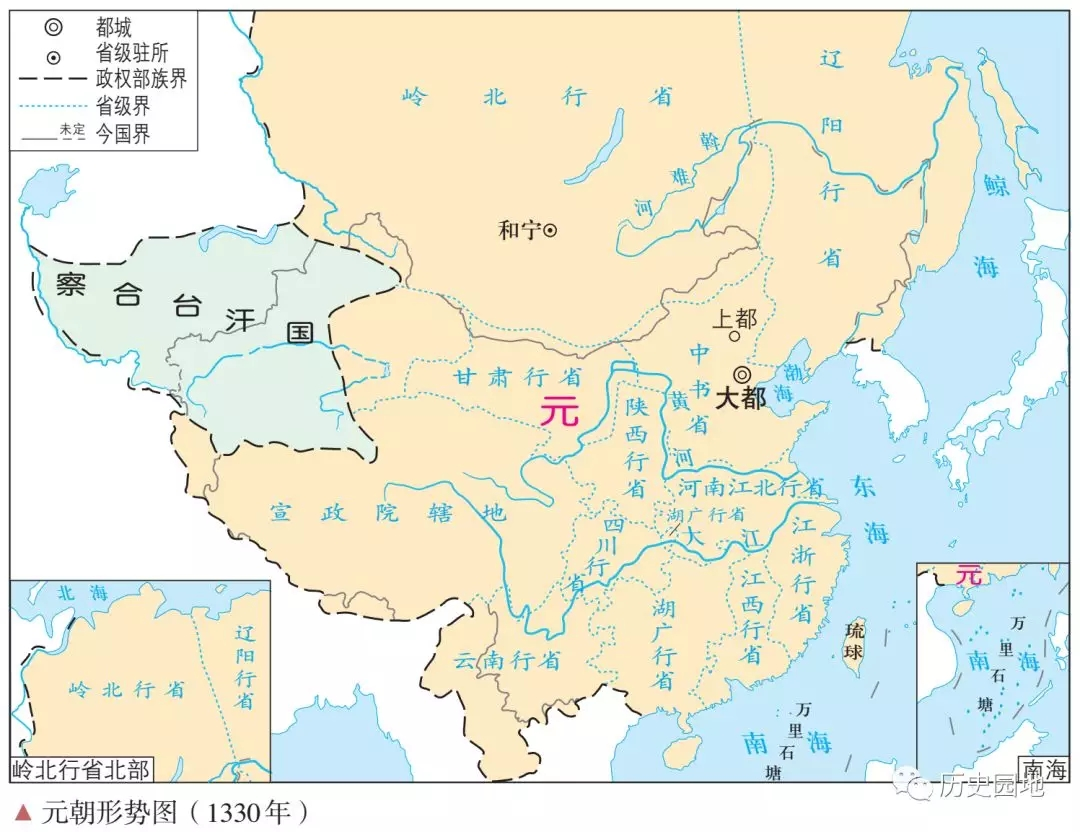 都城
省级驻所
政权部族界
省级界
未定
今国界
岭北行省
辽阳行省
斡难河
鲸海
和宁
察合台汗国
上都
中书省
大都
渤海
甘肃行省
元
陕西行省
黄河
河南江北行省
东海
宣政院辖地
四川行省
湖广行省
大江
江浙行省
江西行省
湖广行省
云南行省
琉球
南海
万里石塘
北海
岭北行省
辽阳行省
岭北行省北部
元
万里石塘
南海
南海
历史园地
▲ 元朝形势图（1330年）